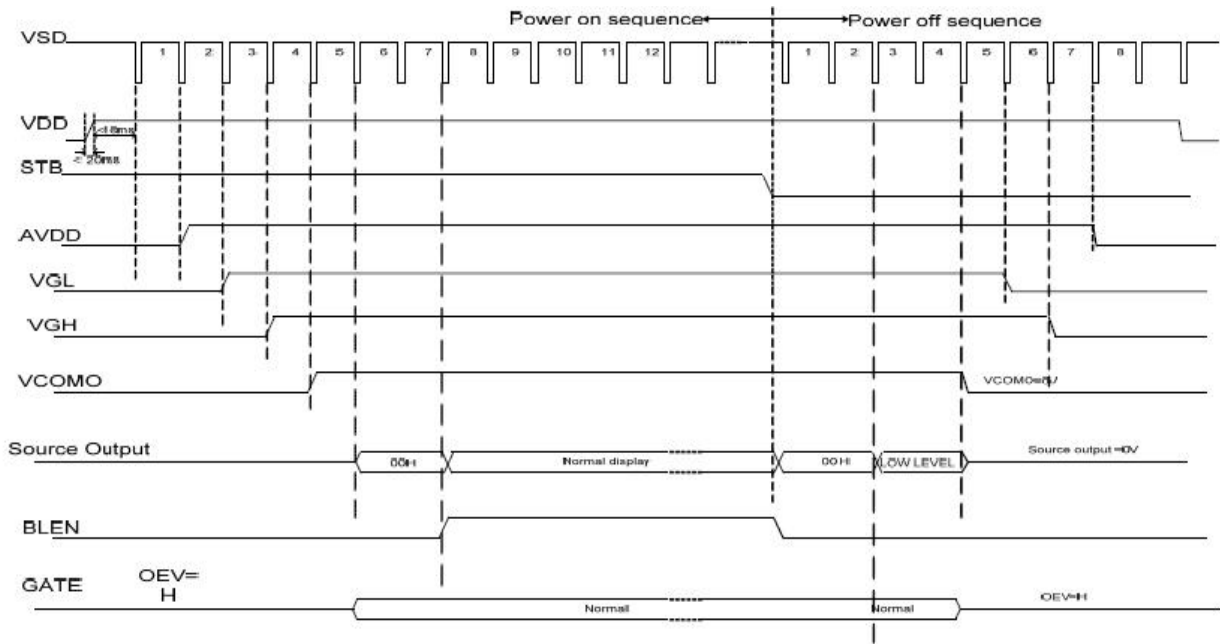 Power on sequence
Power off sequence
VSD
1 2 3 4 5 6 7 8 9 10 11 12 1 2 3 4 5 6 7 8
VDD
<18ms
< 20ms
STB
AVDD
VGL
VGH
VCOMO
Source Output
00H
Normal display
00H
LOW LEVEL
Source output =0V
BLEN
GATE
OEV=
H
Normal
Normal
OEV=H